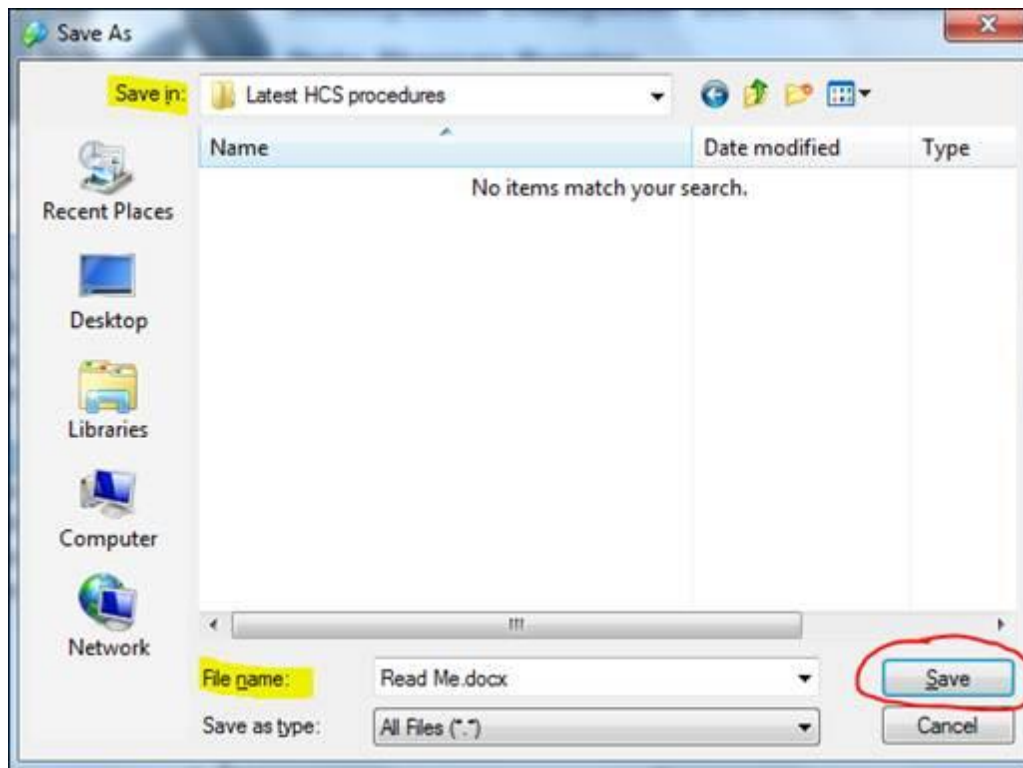 Save As
Save in: Latest HCS procedures
Name Date modified Type
No items match your search.
Recent Places
Desktop
Libraries
Computer
Network
File name: Read Me.docx Save
Save as type: All Files (*.*) Cancel